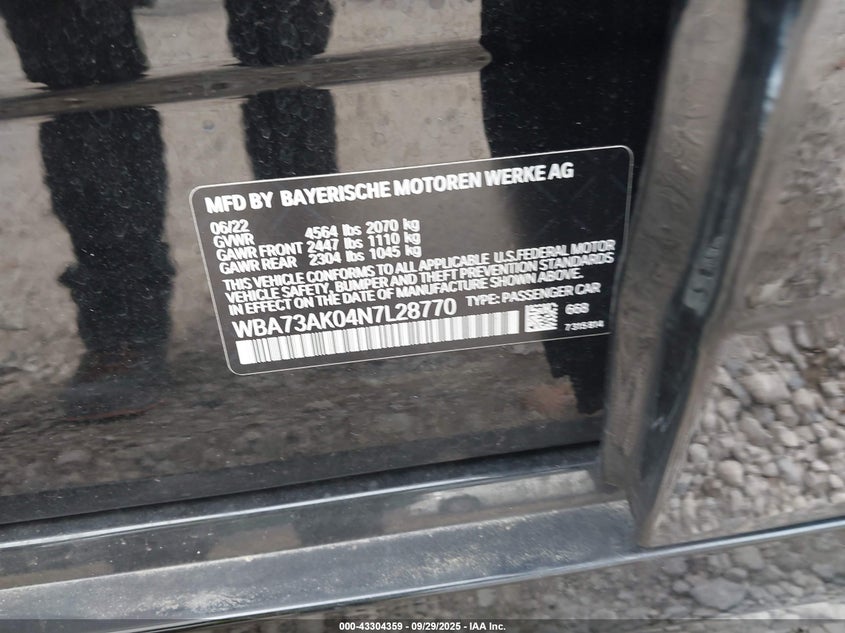 MFD BY BAYERISCHE MOTOREN WERKE AG
06/22
GVWR 4564 lbs 2070 kg
GAWR FRONT 2447 lbs 1110 kg
GAWR REAR 2304 lbs 1045 kg
THIS VEHICLE CONFORMS TO ALL APPLICABLE U.S.FEDERAL MOTOR
VEHICLE SAFETY, BUMPER AND THEFT PREVENTION STANDARDS
IN EFFECT ON THE DATE OF MANUFACTURE SHOWN ABOVE.
WBA73AK04N7L28770 TYPE: PASSENGER CAR
668
7315814
000-43304359 | 09/29/2025 - IAA Inc.